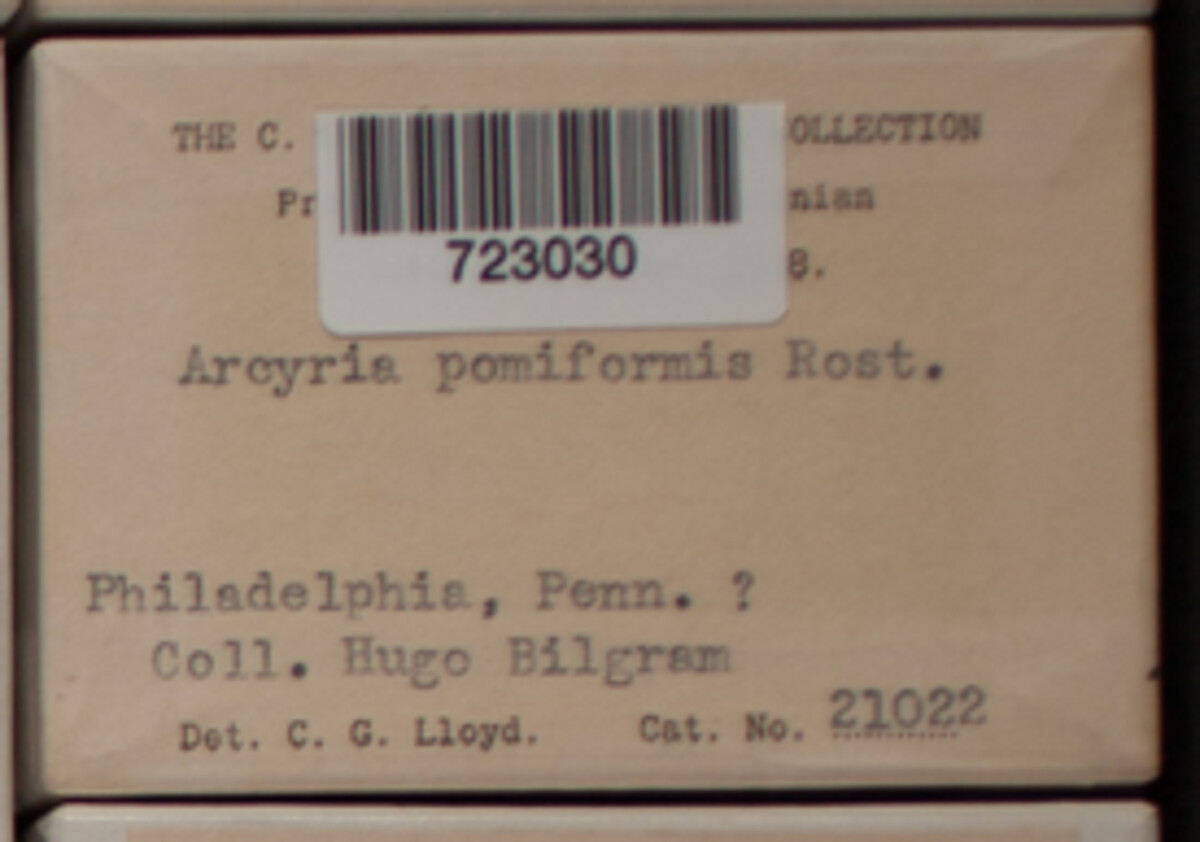 THE C. OLLECTION
Pr nian
8.
723030
Arcyria pomiformis Rost.
Philadelphia, Penn. ?
Coll. Hugo Bilgram
Det. C. G. Lloyd. Cat. No. 21022